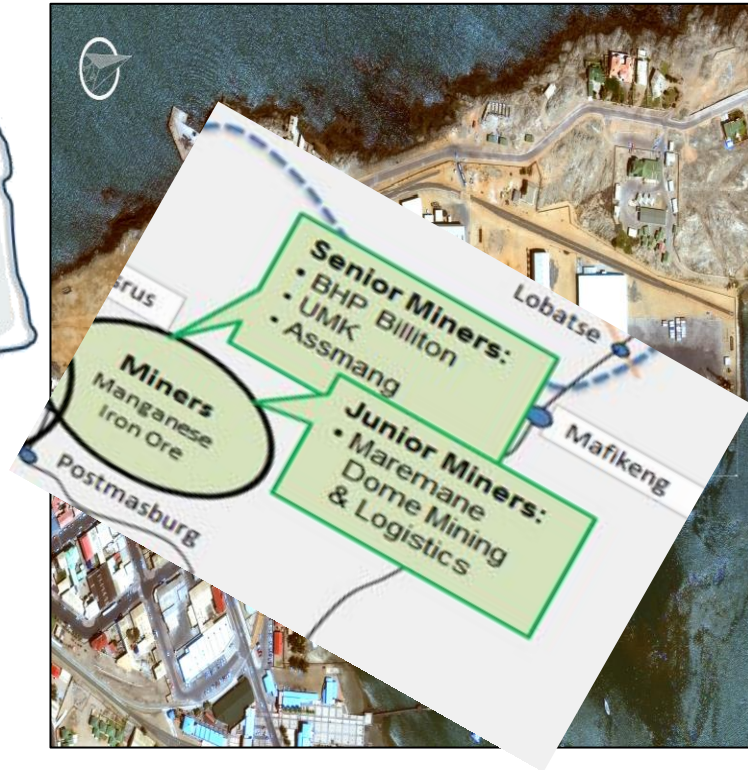 Senior Miners:
• BHP Billiton
• UMK
• Assmang
Lobatse
Miners
Manganese
Iron Ore
Junior Miners:
• Maremane
Dome Mining
& Logistics
Mafikeng
Postmasburg